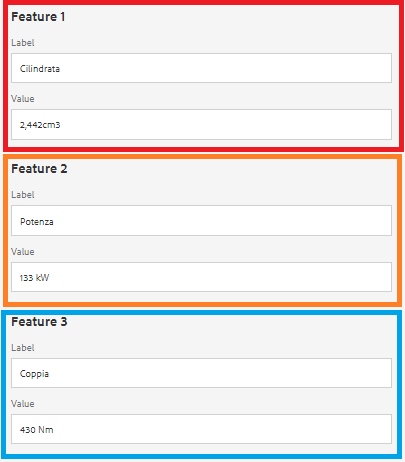 Feature 1
Label
Cilindrata
Value
2,442cm3
Feature 2
Label
Potenza
Value
133 kW
Feature 3
Label
Coppia
Value
430 Nm